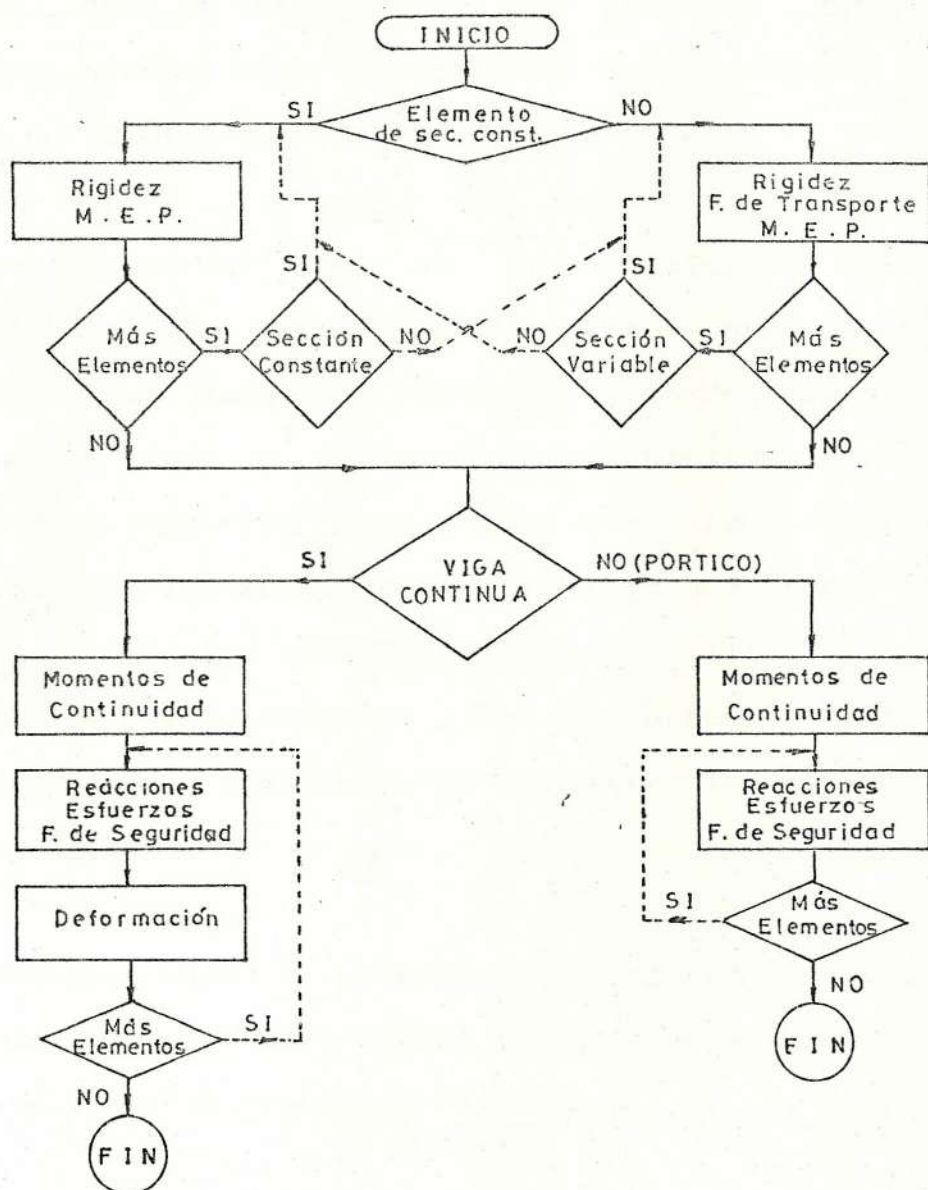 INICIO
SI
Elemento
de sec. const.
NO
Rigidez
M. E. P.
Rigidez
F. de Transporte
M. E. P.
SI
SI
Más
Elementos
SI
Sección
Constante
NO
NO
Sección
Variable
SI
Más
Elementos
NO
NO
SI
VIGA
CONTINUA
NO (PORTICO)
Momentos de
Continuidad
Momentos de
Continuidad
Reacciones
Esfuerzos
F. de Seguridad
Reacciones
Esfuerzos
F. de Seguridad
Deformación
SI
Más
Elementos
NO
FIN
Más
Elementos
SI
NO
FIN